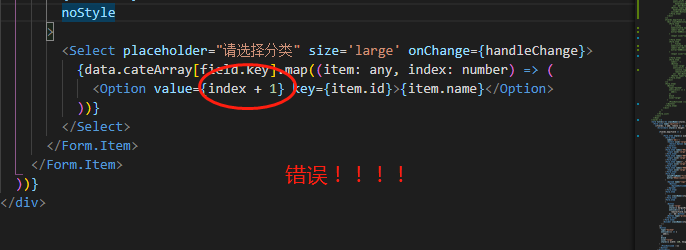 noStyle
>
<Select placeholder="请选择分类" size='large' onChange={handleChange}>
{data.cateArray[field.key].map((item: any, index: number) => (
<Option value={index + 1} key={item.id}>{item.name}</Option>
))}
</Select>
</Form.Item>
</Form.Item>
))}
</div>
错误！！！！